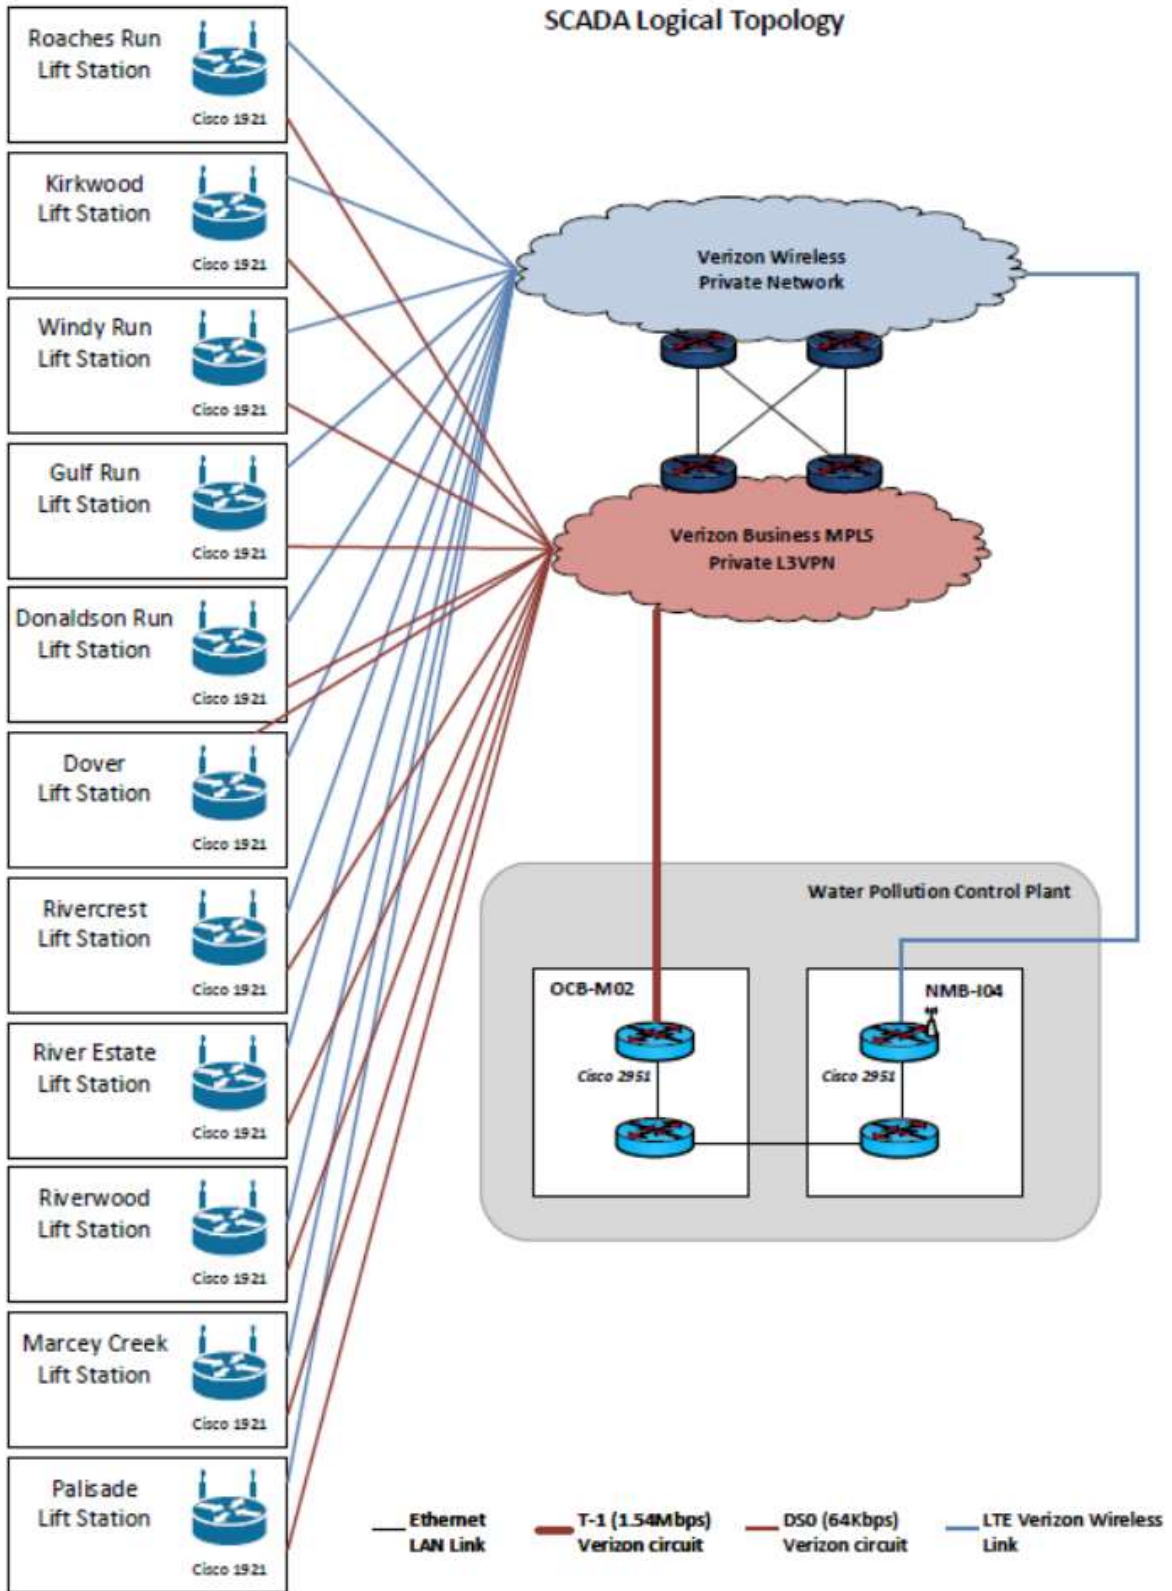 SCADA Logical Topology
Roaches Run
Lift Station
Cisco 1921
Kirkwood
Lift Station
Cisco 1921
Windy Run
Lift Station
Cisco 1921
Gulf Run
Lift Station
Cisco 1921
Donaldson Run
Lift Station
Cisco 1921
Dover
Lift Station
Cisco 1921
Rivercrest
Lift Station
Cisco 1921
River Estate
Lift Station
Cisco 1921
Riverwood
Lift Station
Cisco 1921
Marcey Creek
Lift Station
Cisco 1921
Palisade
Lift Station
Cisco 1921
Verizon Wireless
Private Network
Verizon Business MPLS
Private L3VPN
Water Pollution Control Plant
OCB-M02
Cisco 2951
NMB-I04
Cisco 2951
Ethernet
LAN Link
T-1 (1.54Mbps)
Verizon circuit
DS0 (64Kbps)
Verizon circuit
LTE Verizon Wireless
Link